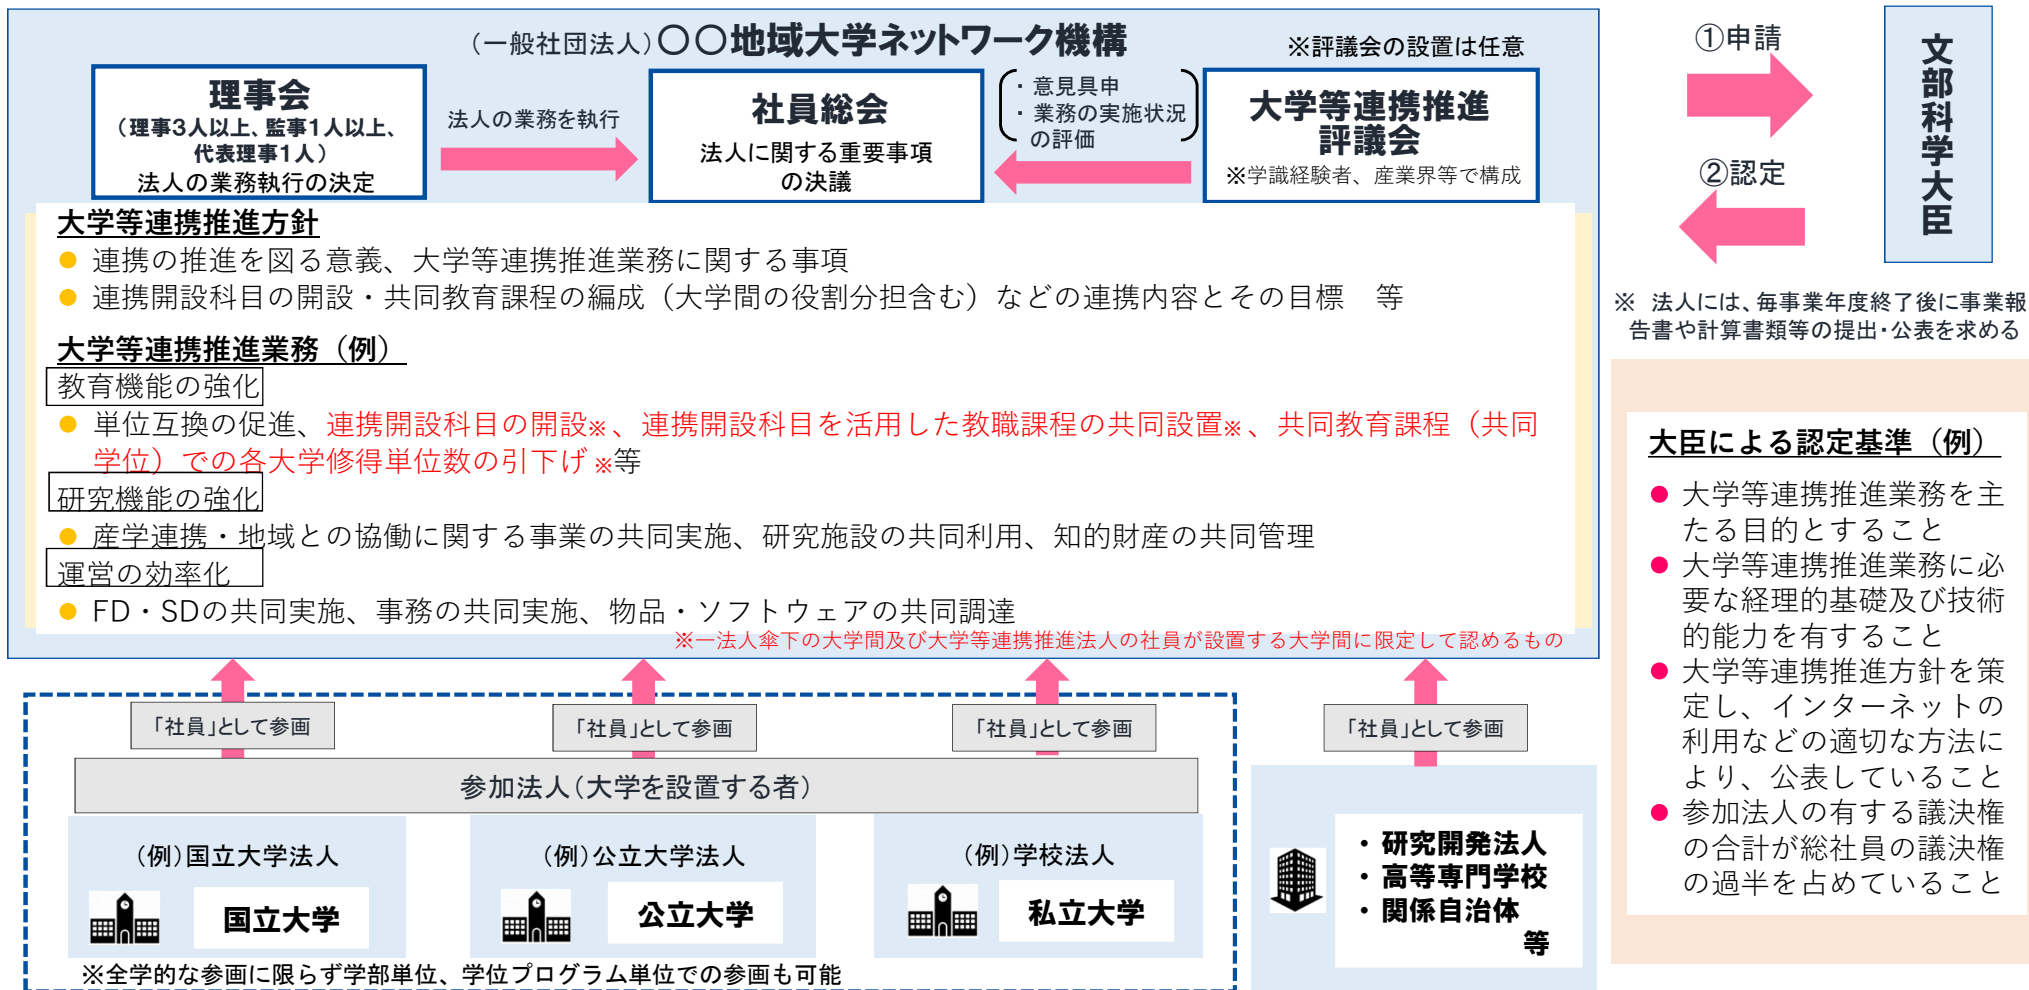 (一般社団法人)〇〇地域大学ネットワーク機構
※評議会の設置は任意
理事会
(理事3人以上、監事1人以上、
代表理事1人)
法人の業務執行の決定
法人の業務を執行
社員総会
法人に関する重要事項
の決議
・意見具申
・業務の実施状況
の評価
大学等連携推進
評議会
※学識経験者、産業界等で構成
①申請
②認定
文部科学大臣
※ 法人には、毎事業年度終了後に事業報
告書や計算書類等の提出・公表を求める
大学等連携推進方針
● 連携の推進を図る意義、大学等連携推進業務に関する事項
● 連携開設科目の開設・共同教育課程の編成(大学間の役割分担含む)などの連携内容とその目標 等
大学等連携推進業務(例)
教育機能の強化
● 単位互換の促進、連携開設科目の開設※、連携開設科目を活用した教職課程の共同設置※、共同教育課程(共同
学位)での各大学修得単位数の引下げ※等
研究機能の強化
● 産学連携・地域との協働に関する事業の共同実施、研究施設の共同利用、知的財産の共同管理
運営の効率化
● FD・SDの共同実施、事務の共同実施、物品・ソフトウェアの共同調達
※一法人傘下の大学間及び大学等連携推進法人の社員が設置する大学間に限定して認めるもの
大臣による認定基準(例)
● 大学等連携推進業務を主
たる目的とすること
● 大学等連携推進業務に必
要な経理的基礎及び技術
的能力を有すること
● 大学等連携推進方針を策
定し、インターネットの
利用などの適切な方法に
より、公表していること
● 参加法人の有する議決権
の合計が総社員の議決権
の過半を占めていること
「社員」として参画
「社員」として参画
「社員」として参画
「社員」として参画
参加法人(大学を設置する者)
(例)国立大学法人
国立大学
(例)公立大学法人
公立大学
(例)学校法人
私立大学
・研究開発法人
・高等専門学校
・関係自治体
等
※全学的な参画に限らず学部単位、学位プログラム単位での参画も可能